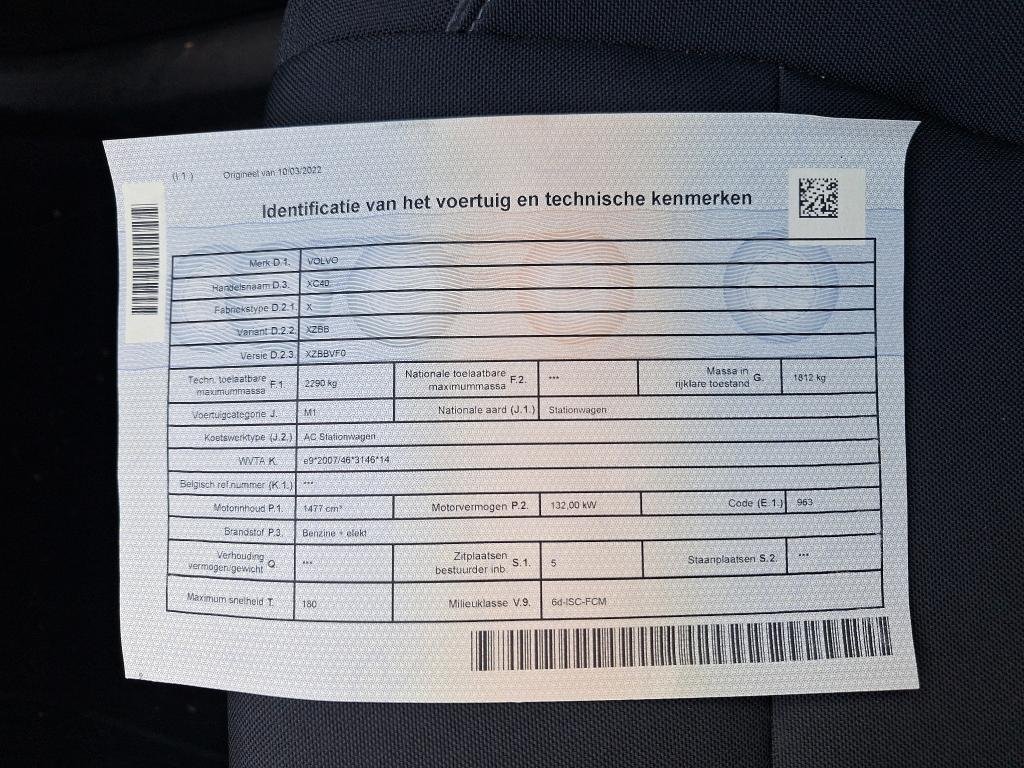 (I 1.) Origineel van 10/03/2022
Identificatie van het voertuig en technische kenmerken
Merk D.1. VOLVO
Handelsnaam D.3. XC40
Fabriekstype D.2.1 X
Variant D.2.2. XZBB
Versie D.2.3. XZBBVF0
Techn. toelaatbare maximummassa F.1. 2290 kg Nationale toelaatbare maximummassa F.2. *** Massa in rijklare toestand G. 1812 kg
Voertuigcategorie J. M1 Nationale aard (J.1.) Stationwagen
Koetswerktype (J.2.) AC Stationwagen
WVTA K. e9*2007/46*3146*14
Belgisch ref.nummer (K.1.) ***
Motorinhoud P.1. 1477 cm³ Motorvermogen P.2. 132,00 kW Code (E.1.) 963
Brandstof P.3. Benzine + elekt
Verhouding vermogen/gewicht Q. *** Zitplaatsen bestuurder inb. S.1. 5 Staanplaatsen S.2. ***
Maximum snelheid T. 180 Milieuklasse V.9. 6d-ISC-FCM